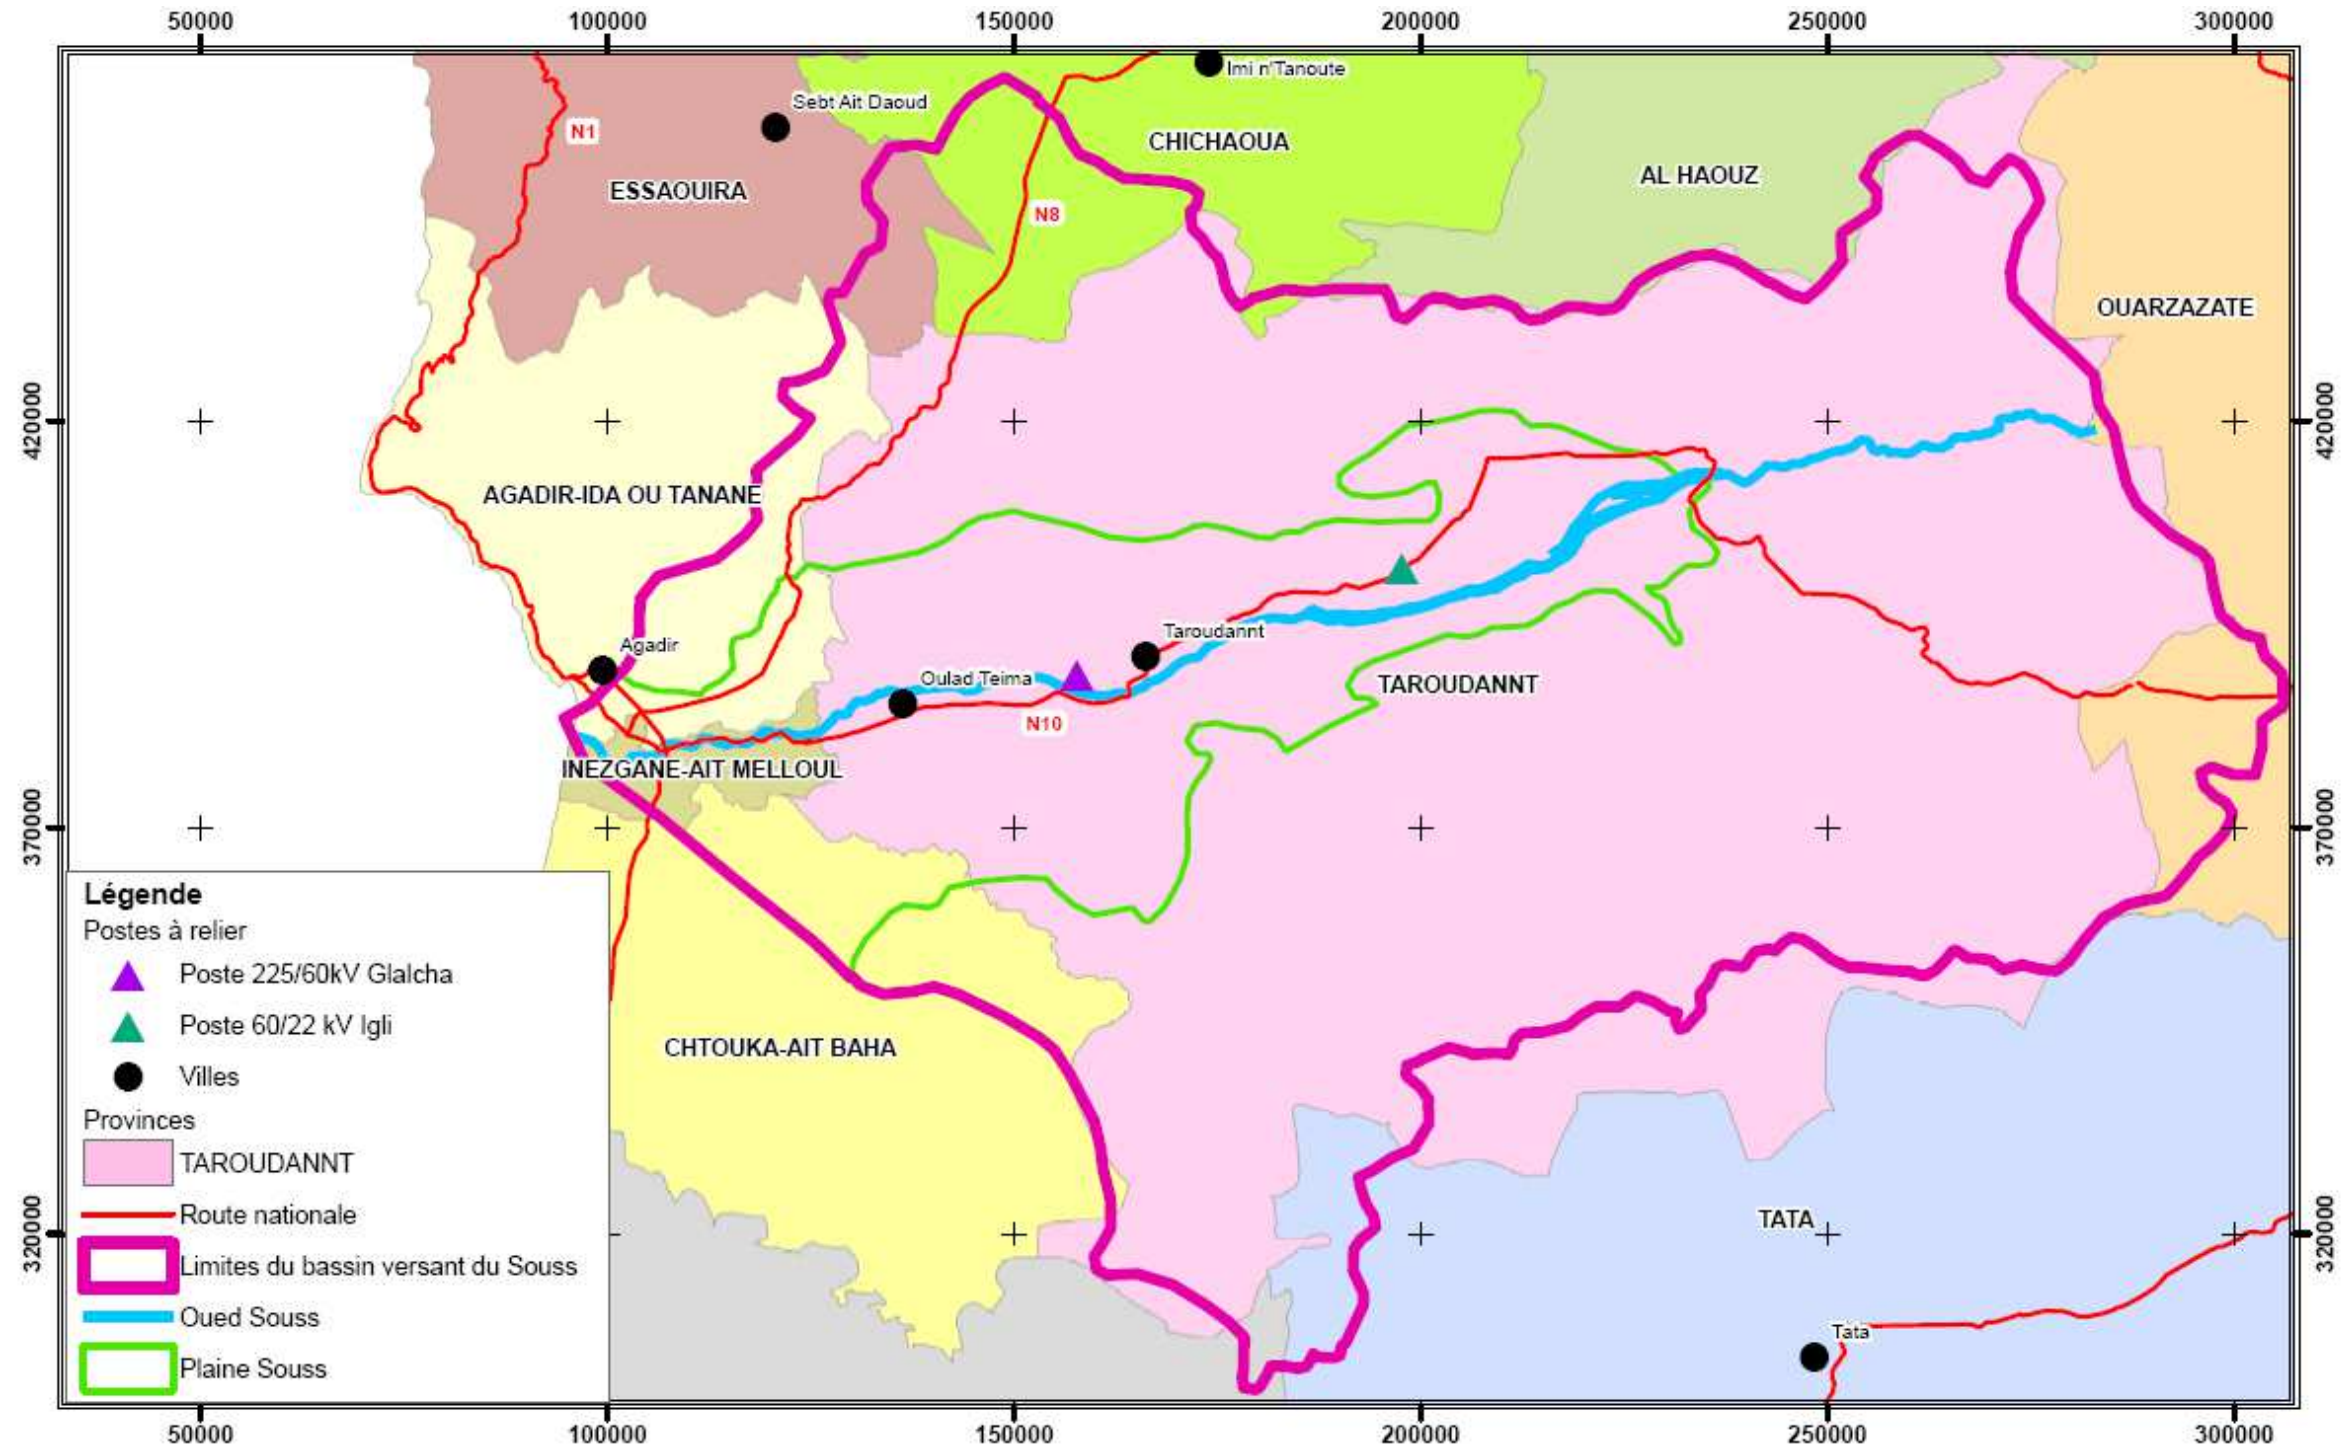 50000 100000 150000 200000 250000 300000
Imi n'Tanoute
Sebt Ait Daoud
N1
CHICHAOUA
AL HAOUZ
ESSAOUIRA
N8
OUARZAZATE
420000 420000
AGADIR-IDA OU TANANE
Taroudannt
Agadir
Oulad Teima
TAROUDANNT
N10
INEZGANE-AIT MELLOUL
370000 370000
Légende
Postes à relier
Poste 225/60kV Glalcha
Poste 60/22 kV Igli
CHTOUKA-AIT BAHA
Villes
Provinces
TAROUDANNT
Route nationale
TATA
320000 320000
Limites du bassin versant du Souss
Oued Souss
Tata
Plaine Souss
50000 100000 150000 200000 250000 300000